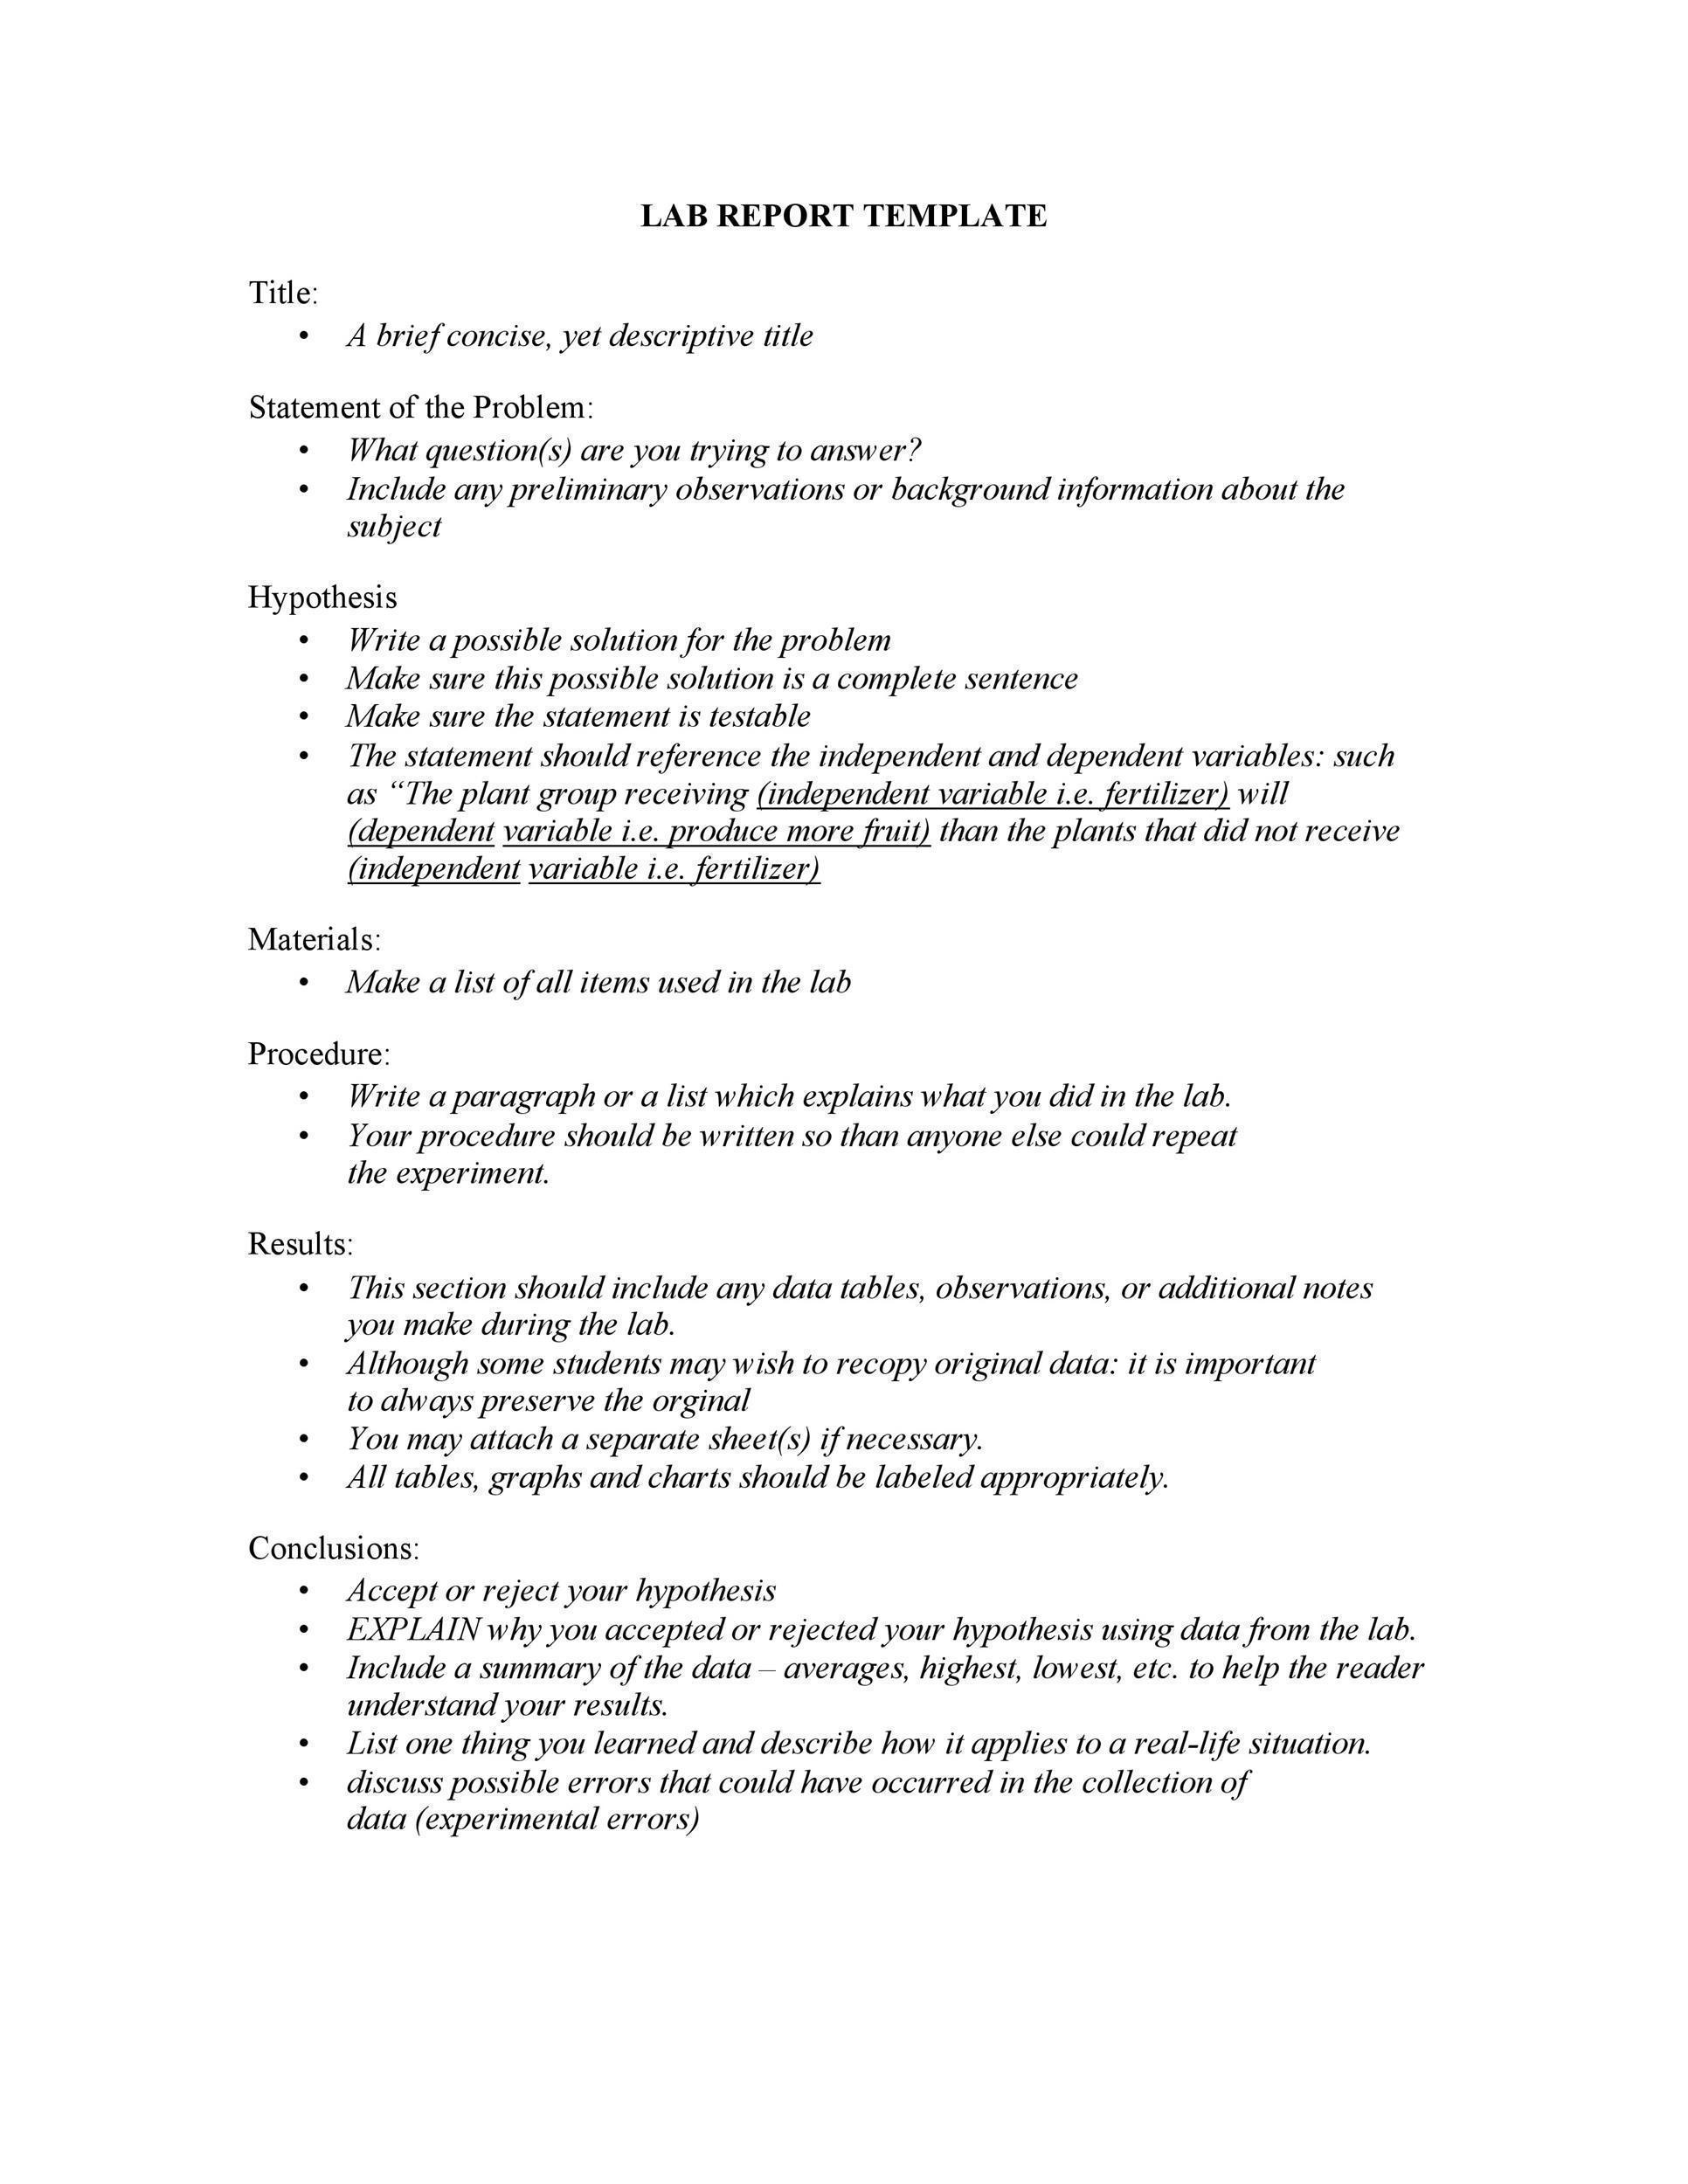 LAB REPORT TEMPLATE
Title:
• A brief concise, yet descriptive title
Statement of the Problem:
• What question(s) are you trying to answer?
• Include any preliminary observations or background information about the
subject
Hypothesis
• Write a possible solution for the problem
• Make sure this possible solution is a complete sentence
• Make sure the statement is testable
• The statement should reference the independent and dependent variables: such
as “The plant group receiving (independent variable i.e. fertilizer) will
(dependent variable i.e. produce more fruit) than the plants that did not receive
(independent variable i.e. fertilizer)
Materials:
• Make a list of all items used in the lab
Procedure:
• Write a paragraph or a list which explains what you did in the lab.
• Your procedure should be written so than anyone else could repeat
the experiment.
Results:
• This section should include any data tables, observations, or additional notes
you make during the lab.
• Although some students may wish to recopy original data: it is important
to always preserve the orginal
• You may attach a separate sheet(s) if necessary.
• All tables, graphs and charts should be labeled appropriately.
Conclusions:
• Accept or reject your hypothesis
• EXPLAIN why you accepted or rejected your hypothesis using data from the lab.
• Include a summary of the data – averages, highest, lowest, etc. to help the reader
understand your results.
• List one thing you learned and describe how it applies to a real-life situation.
• discuss possible errors that could have occurred in the collection of
data (experimental errors)